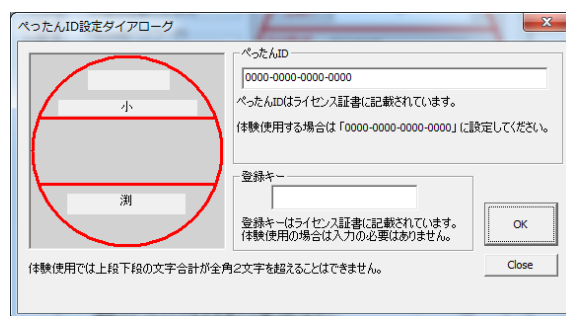 ぺったんID設定ダイアローグ
小
渕
ぺったんID
0000-0000-0000-0000
ぺったんIDはライセンス証書に記載されています。
体験使用する場合は「0000-0000-0000-0000」に設定してください。
登録キー
登録キーはライセンス証書に記載されています。
体験使用の場合は入力の必要はありません。
OK
Close
体験使用では上段下段の文字合計が全角2文字を超えることはできません。